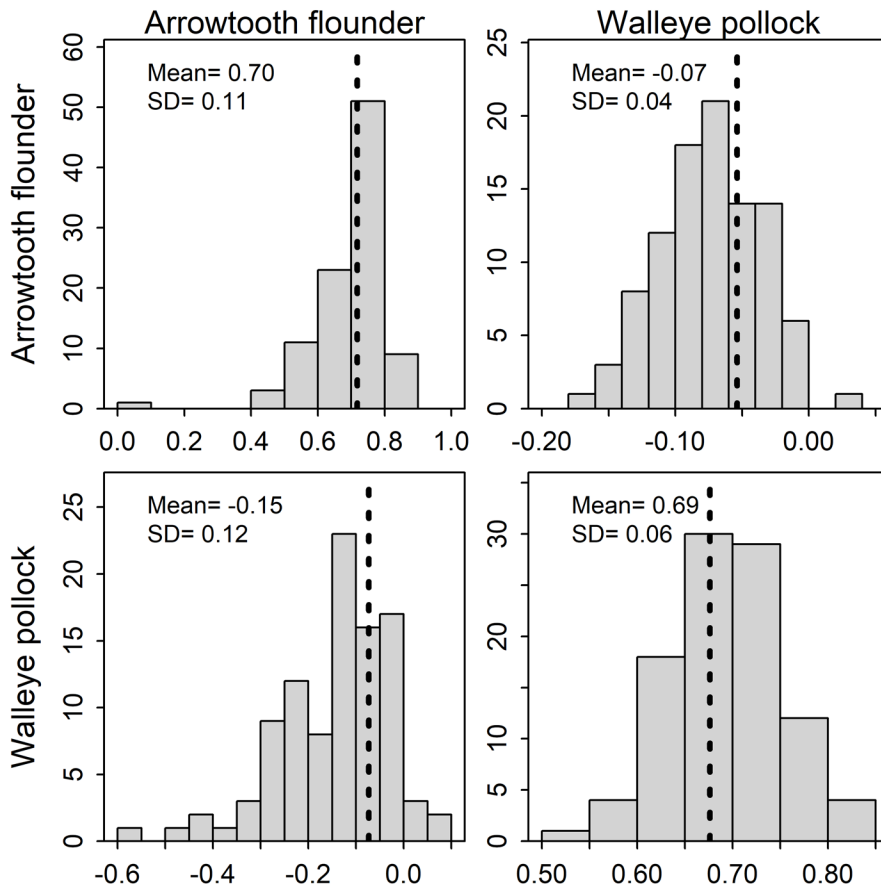 Arrowtooth flounder
Walleye pollock
Arrowtooth flounder
Mean= 0.70
SD= 0.11
60
50
40
30
20
10
0
0.0 0.2 0.4 0.6 0.8 1.0
Mean= -0.07
SD= 0.04
25
20
15
10
5
0
-0.20 -0.10 0.00
Walleye pollock
Mean= -0.15
SD= 0.12
25
20
15
10
5
0
-0.6 -0.4 -0.2 0.0
Mean= 0.69
SD= 0.06
30
20
10
5
0
0.50 0.60 0.70 0.80